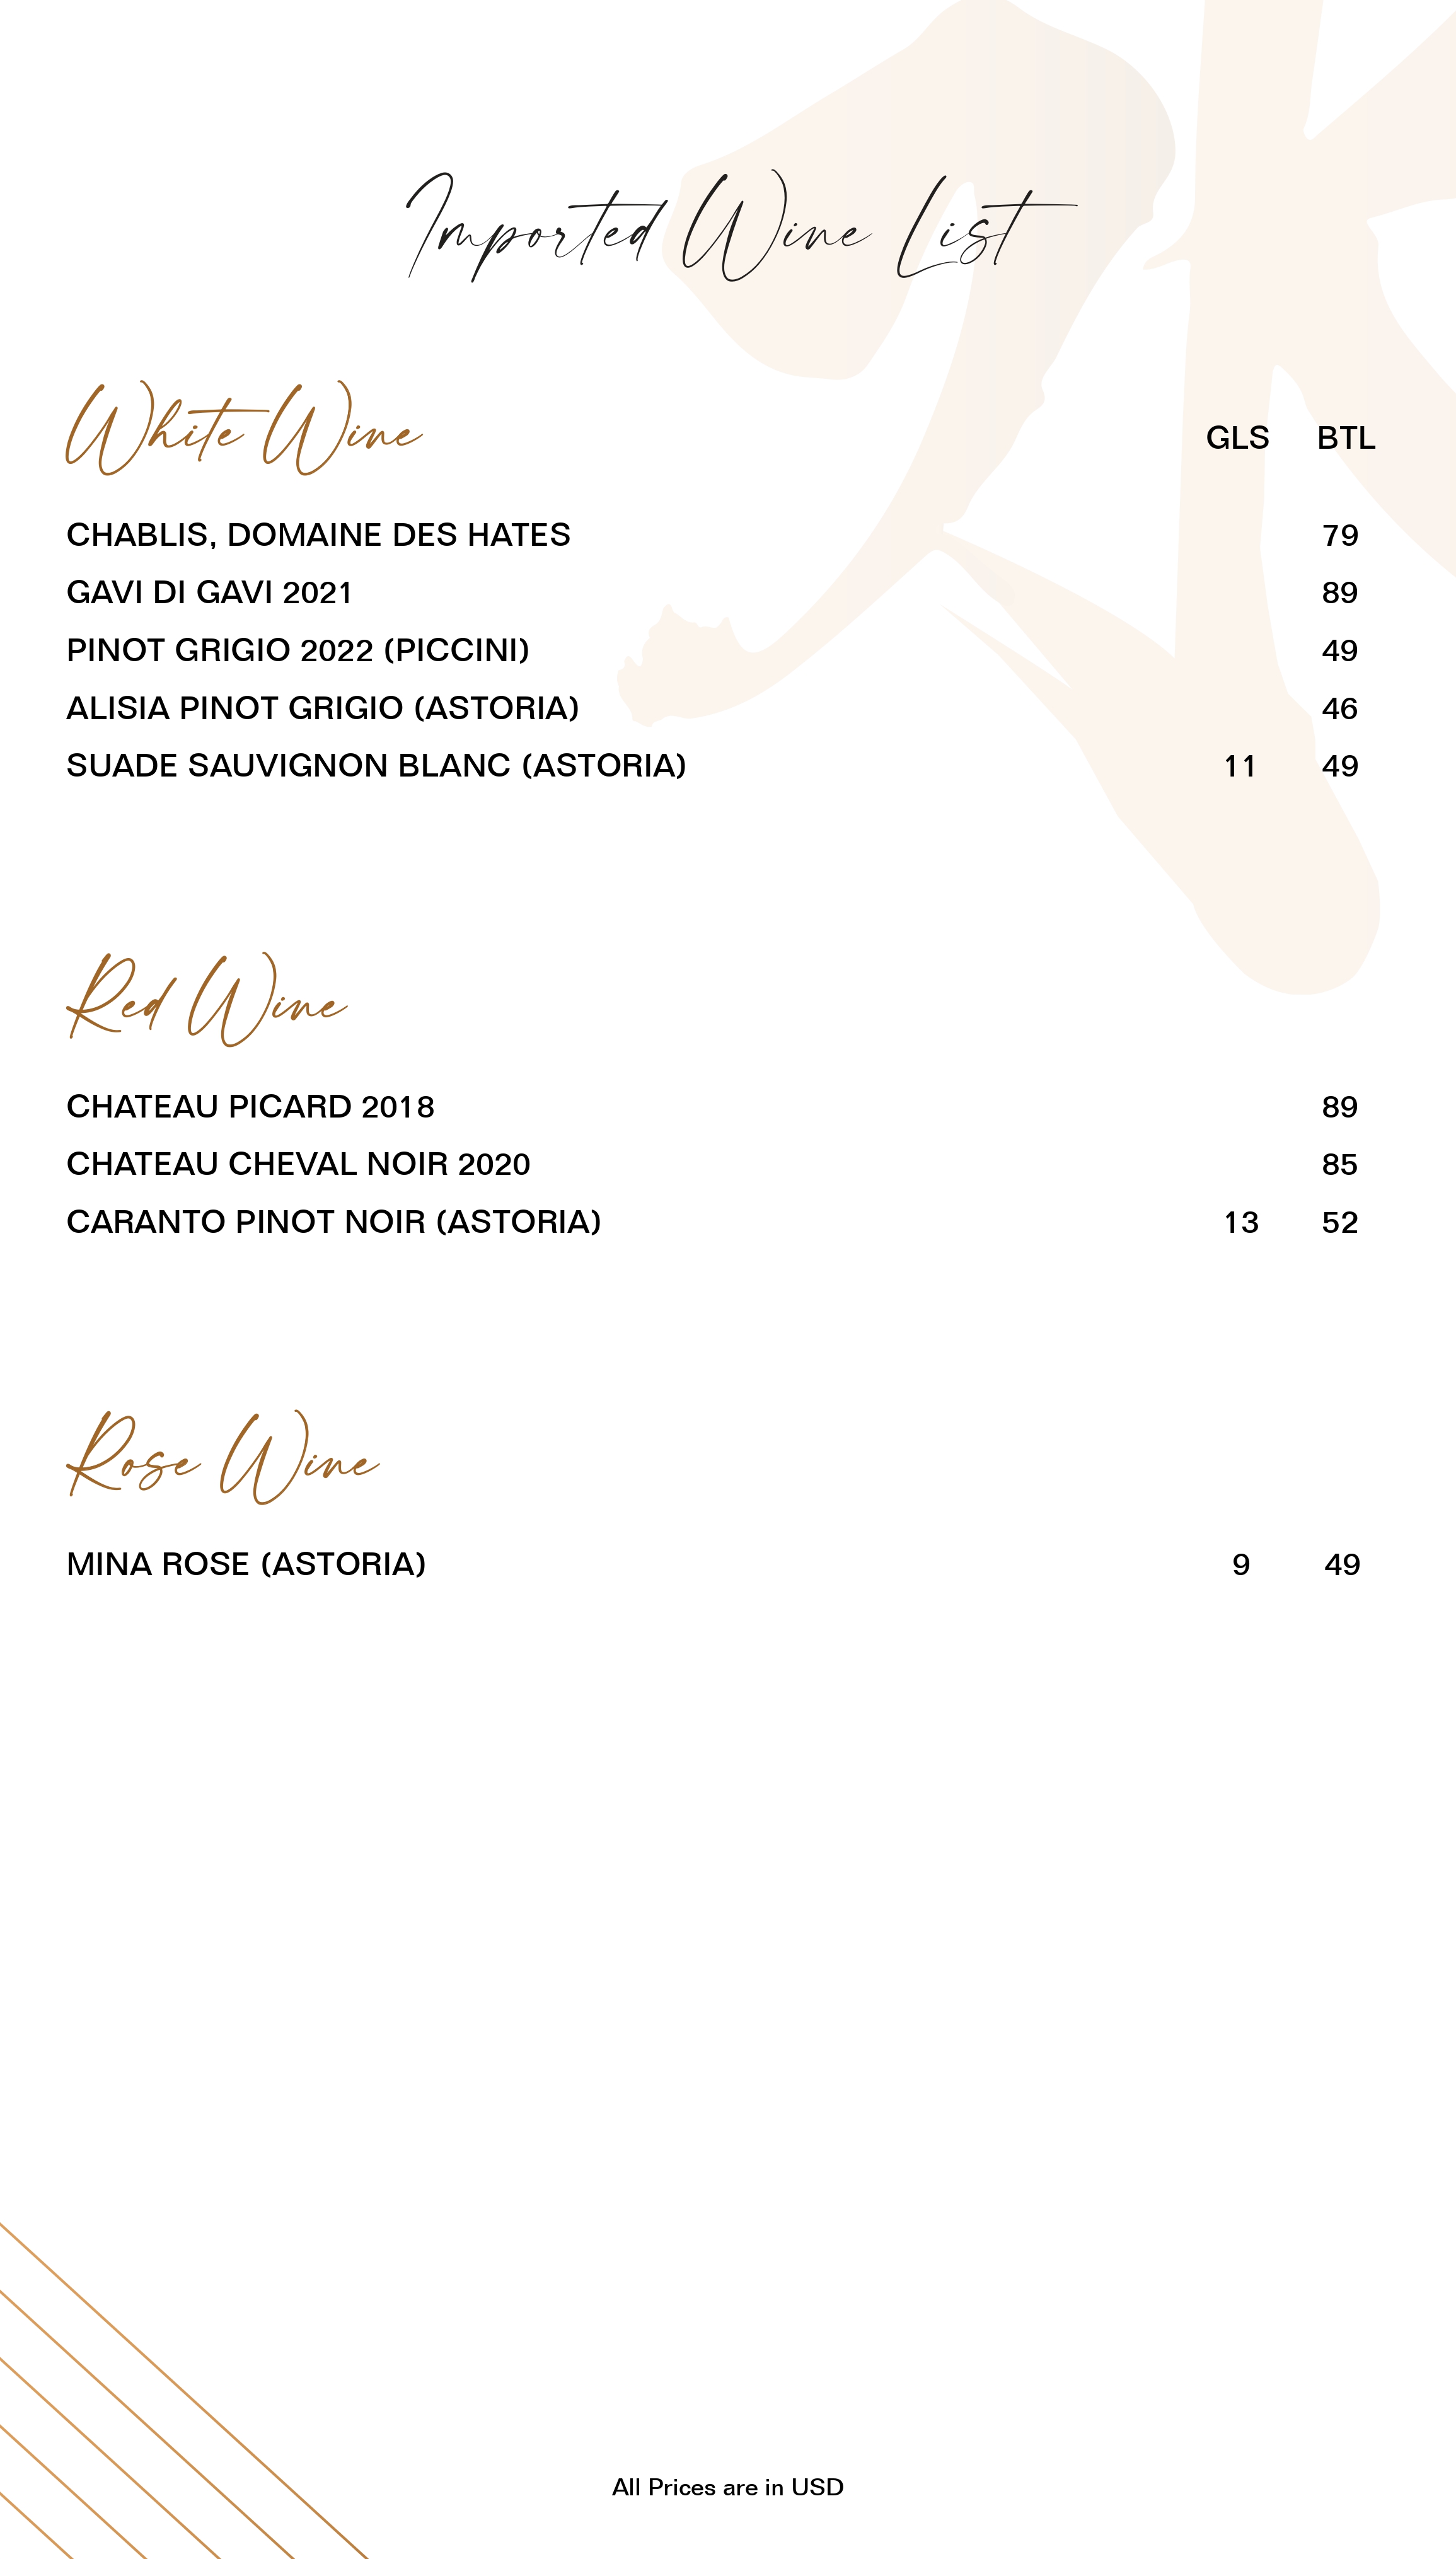 Imported Wine List
White Wine GLS BTL
CHABLIS, DOMAINE DES HATES 79
GAVI DI GAVI 2021 89
PINOT GRIGIO 2022 (PICCINI) 49
ALISIA PINOT GRIGIO (ASTORIA) 46
SUADE SAUVIGNON BLANC (ASTORIA) 11 49
Red Wine
CHATEAU PICARD 2018 89
CHATEAU CHEVAL NOIR 2020 85
CARANTO PINOT NOIR (ASTORIA) 13 52
Rose Wine
MINA ROSE (ASTORIA) 9 49
All Prices are in USD